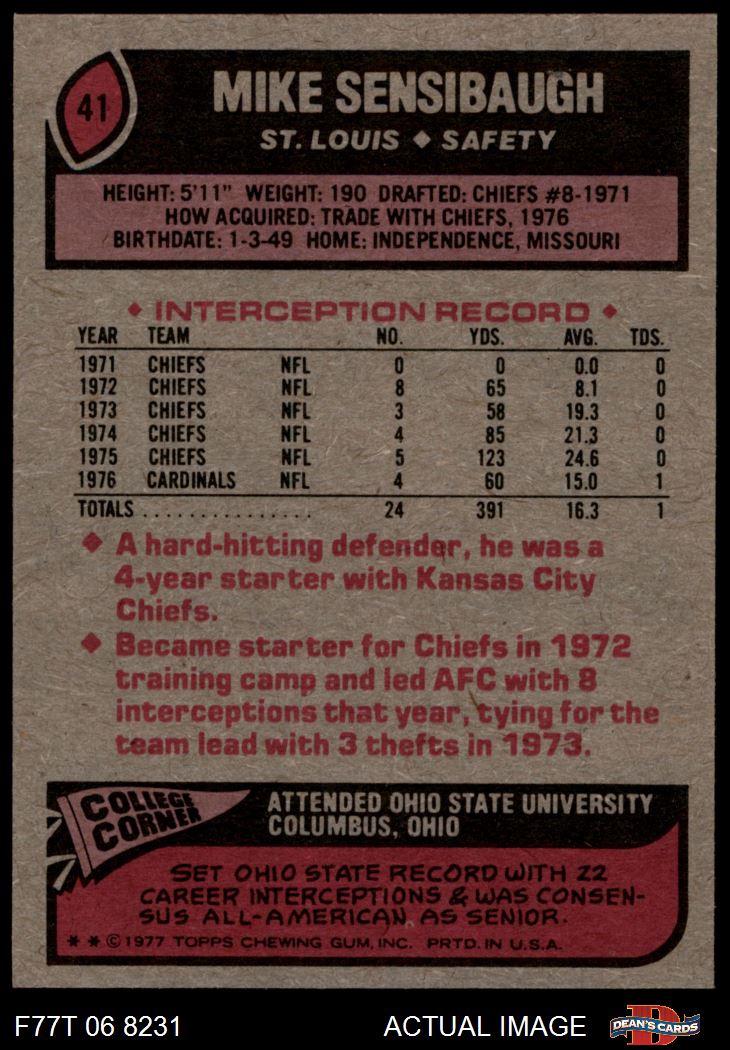 41
MIKE SENSIBAUGH
ST. LOUIS ◆ SAFETY
HEIGHT: 5'11" WEIGHT: 190 DRAFTED: CHIEFS #8-1971
HOW ACQUIRED: TRADE WITH CHIEFS, 1976
BIRTHDATE: 1-3-49 HOME: INDEPENDENCE, MISSOURI
◆ INTERCEPTION RECORD ◆
YEAR TEAM NO. YDS. AVG. TDS.
1971 CHIEFS NFL 0 0 0.0 0
1972 CHIEFS NFL 8 65 8.1 0
1973 CHIEFS NFL 3 58 19.3 0
1974 CHIEFS NFL 4 85 21.3 0
1975 CHIEFS NFL 5 123 24.6 0
1976 CARDINALS NFL 4 60 15.0 1
TOTALS . . . . . . . . . . . . . . . 24 391 16.3 1
◆ A hard-hitting defender, he was a
4-year starter with Kansas City
Chiefs.
◆ Became starter for Chiefs in 1972
training camp and led AFC with 8
interceptions that year, tying for the
team lead with 3 thefts in 1973.
COLLEGE
CORNER
ATTENDED OHIO STATE UNIVERSITY
COLUMBUS, OHIO
SET OHIO STATE RECORD WITH 22
CAREER INTERCEPTIONS & WAS CONSEN-
SUS ALL-AMERICAN AS SENIOR.
* * © 1977 TOPPS CHEWING GUM, INC. PRTD. IN U.S.A.
F77T 06 8231 ACTUAL IMAGE D DEAN'S CARDS